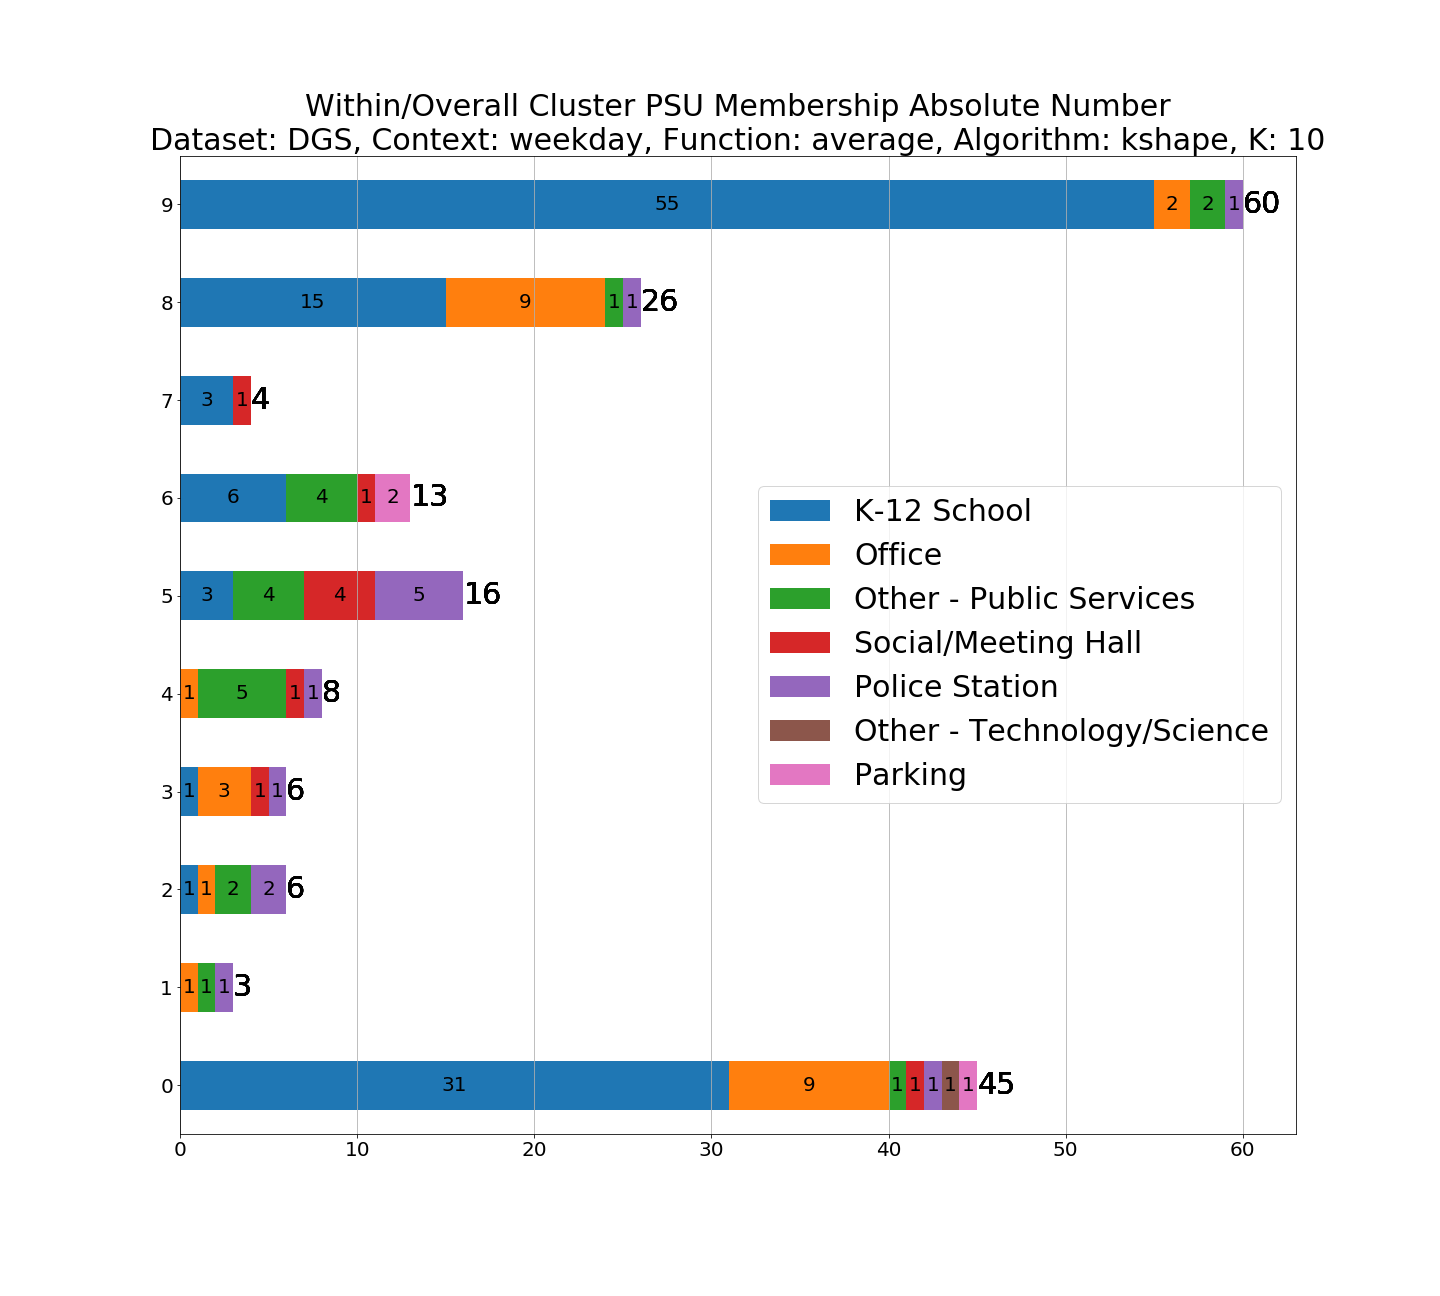 Within/Overall Cluster PSU Membership Absolute Number
Dataset: DGS, Context: weekday, Function: average, Algorithm: kshape, K: 10
9 55 2 2 1 60
8 15 9 1 1 26
7 3 1 4
6 6 4 1 2 13
5 3 4 4 5 16
4 1 5 1 1 8
3 1 3 1 1 6
2 1 1 2 2 6
1 1 1 1 3
0 31 9 1 1 1 1 1 45
0 10 20 30 40 50 60
K-12 School
Office
Other - Public Services
Social/Meeting Hall
Police Station
Other - Technology/Science
Parking